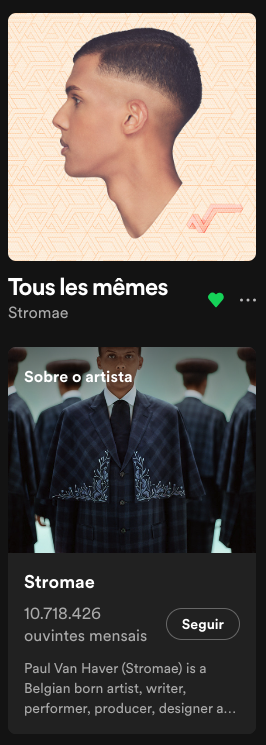 Tous les mêmes
Stromae
Sobre o artista
Stromae
10.718.426
ouvintes mensais
Seguir
Paul Van Haver (Stromae) is a
Belgian born artist, writer,
performer, producer, designer a...